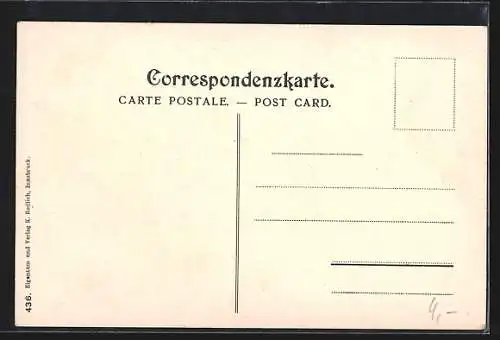 Correspondenzkarte.
CARTE POSTALE. — POST CARD.
436. Eigentum und Verlag K. Redlich, Innsbruck.
4,–